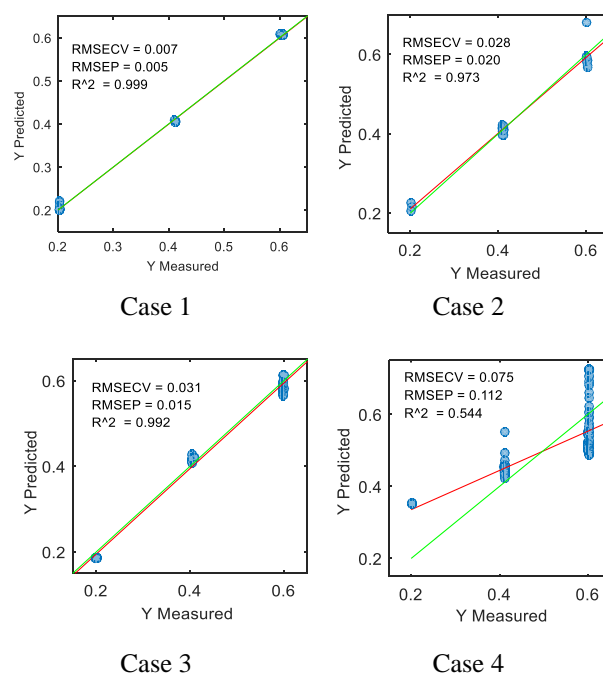 RMSECV = 0.007
RMSEP = 0.005
R^2 = 0.999
0.6
0.5
0.4
0.3
0.2
Y Predicted
0.2 0.3 0.4 0.5 0.6
Y Measured
Case 1
RMSECV = 0.028
RMSEP = 0.020
R^2 = 0.973
0.6
0.4
0.2
Y Predicted
0.2 0.4 0.6
Y Measured
Case 2
RMSECV = 0.031
RMSEP = 0.015
R^2 = 0.992
0.6
0.4
0.2
Y Predicted
0.2 0.4 0.6
Y Measured
Case 3
RMSECV = 0.075
RMSEP = 0.112
R^2 = 0.544
0.6
0.4
0.2
Y Predicted
0.2 0.4 0.6
Y Measured
Case 4